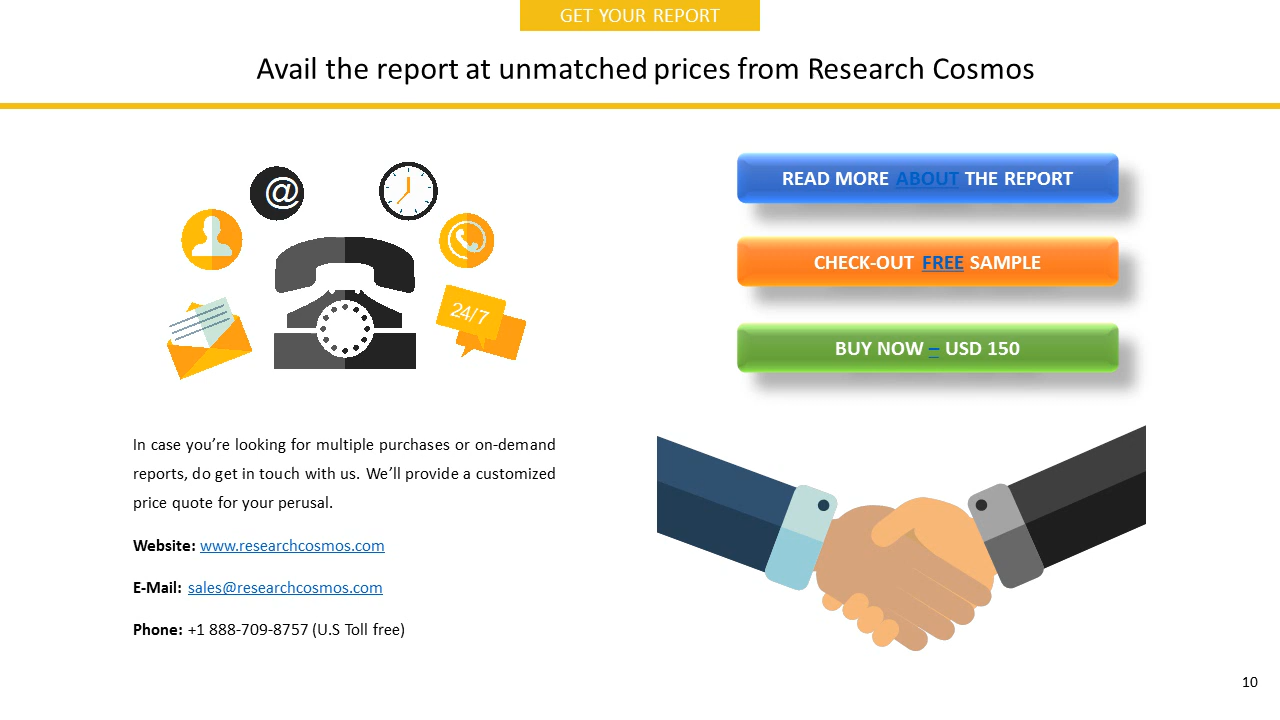 GET YOUR REPORT
Avail the report at unmatched prices from Research Cosmos
@
24/7
READ MORE ABOUT THE REPORT
CHECK-OUT FREE SAMPLE
BUY NOW – USD 150
In case you’re looking for multiple purchases or on-demand
reports, do get in touch with us. We’ll provide a customized
price quote for your perusal.
Website: www.researchcosmos.com
E-Mail: sales@researchcosmos.com
Phone: +1 888-709-8757 (U.S Toll free)
10